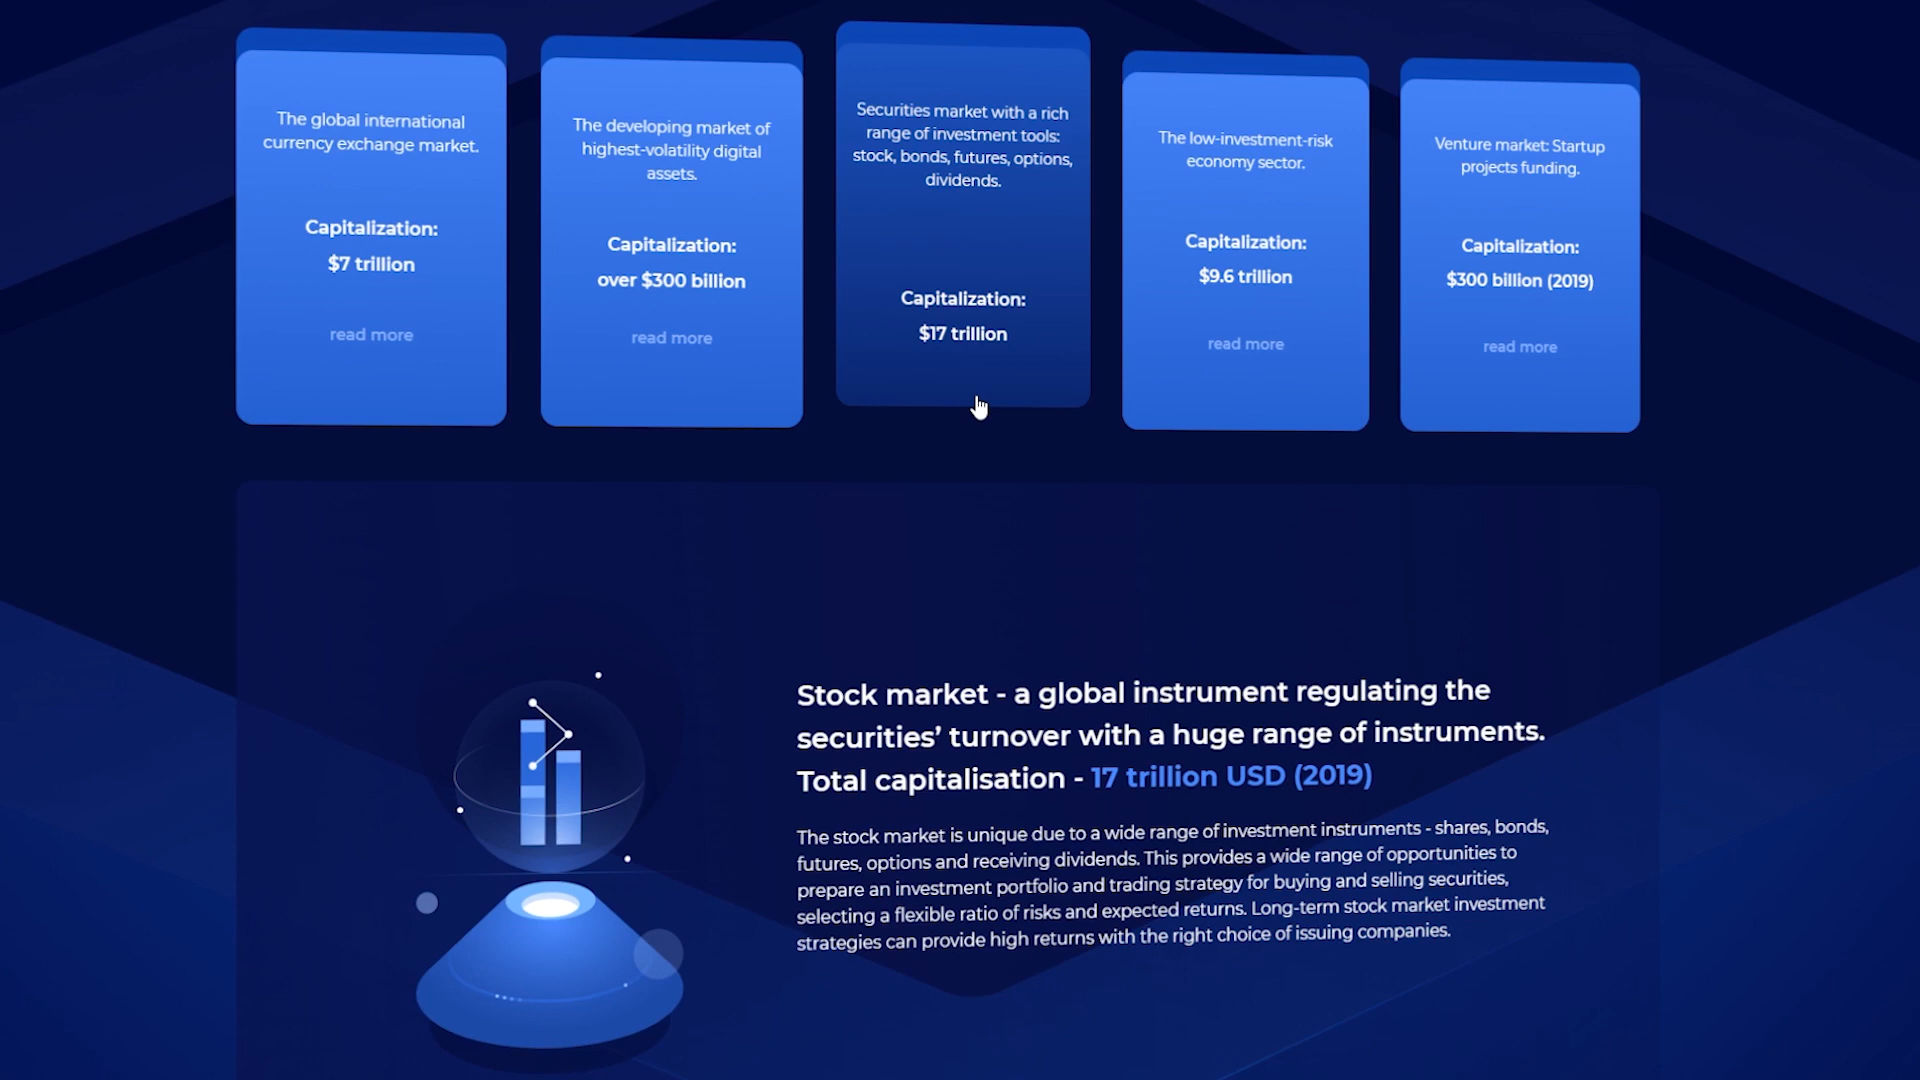 The global international
currency exchange market.
Capitalization:
$7 trillion
read more
The developing market of
highest-volatility digital
assets.
Capitalization:
over $300 billion
read more
Securities market with a rich
range of investment tools:
stock, bonds, futures, options,
dividends.
Capitalization:
$17 trillion
The low-investment-risk
economy sector.
Capitalization:
$9.6 trillion
read more
Venture market: Startup
projects funding.
Capitalization:
$300 billion (2019)
read more
Stock market - a global instrument regulating the
securities’ turnover with a huge range of instruments.
Total capitalisation - 17 trillion USD (2019)
The stock market is unique due to a wide range of investment instruments - shares, bonds,
futures, options and receiving dividends. This provides a wide range of opportunities to
prepare an investment portfolio and trading strategy for buying and selling securities,
selecting a flexible ratio of risks and expected returns. Long-term stock market investment
strategies can provide high returns with the right choice of issuing companies.